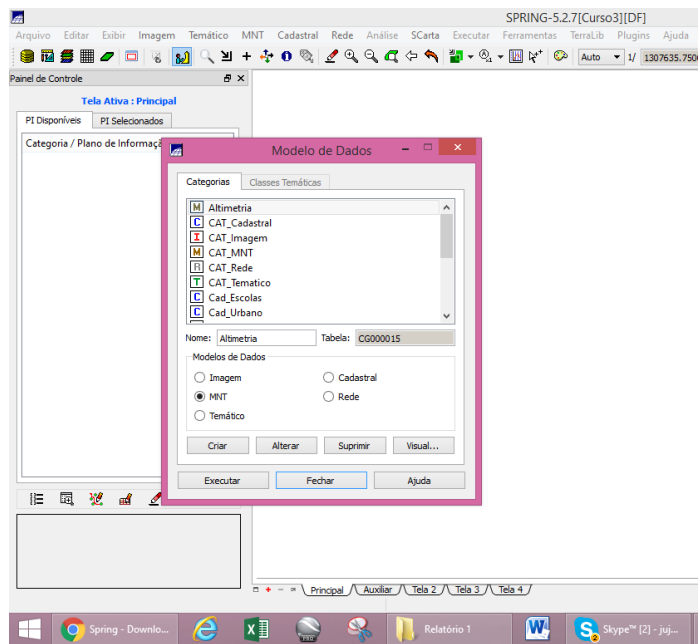 SPRING-5.2.7[Curso3][DF]
Arquivo Editar Exibir Imagem Temático MNT Cadastral Rede Análise SCarta Executar Ferramentas TerraLib Plugins Ajuda
Auto 1/ 1307635.750
Painel de Controle
Tela Ativa : Principal
PI Disponíveis PI Selecionados
Categoria / Plano de Informaçã
Modelo de Dados
Categorias Classes Temáticas
M Altimetria
C CAT_Cadastral
I CAT_Imagem
M CAT_MNT
R CAT_Rede
T CAT_Tematico
C Cad_Escolas
C Cad_Urbano
Nome: Altimetria Tabela: CG000015
Modelos de Dados
Imagem Cadastral
MNT Rede
Temático
Criar Alterar Suprimir Visual...
Executar Fechar Ajuda
Principal Auxiliar Tela 2 Tela 3 Tela 4
Spring - Downlo... Relatório 1 Skype™ [2] - juj...